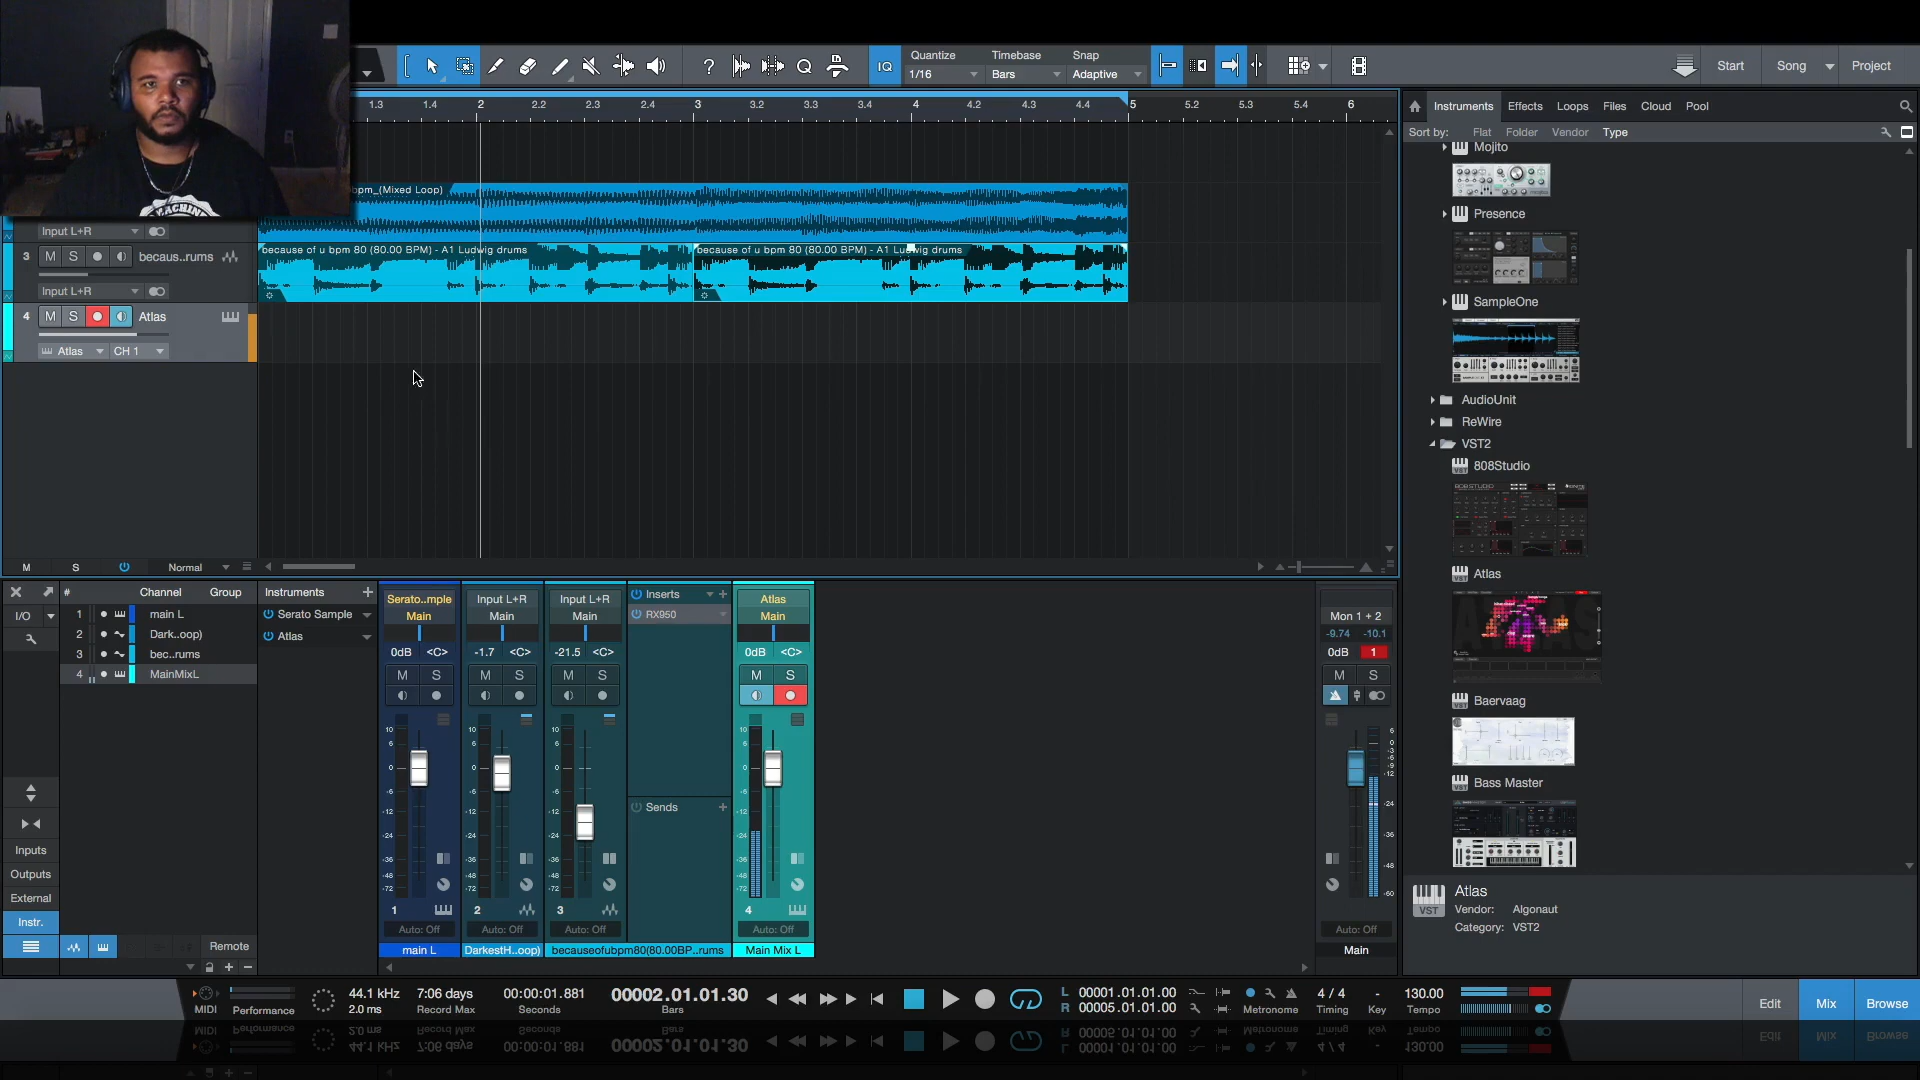 Quantize
Timebase
Snap
IQ
1/16
Bars
Adaptive
Start
Song
Project
1.3 1.4 2 2.2 2.3 2.4 3 3.2 3.3 3.4 4 4.2 4.3 4.4 5 5.2 5.3 5.4 6
Instruments Effects Loops Files Cloud Pool
Sort by: Flat Folder Vendor Type
Mojito
bpm_(Mixed Loop)
Presence
Input L+R
3 M S becaus..rums
because of u bpm 80 (80.00 BPM) - A1 Ludwig drums
because of u bpm 80 (80.00 BPM) - A1 Ludwig drums
Input L+R
SampleOne
4 M S Atlas
Atlas CH 1
AudioUnit
ReWire
VST2
808Studio
M S Normal
Atlas
# Channel Group
Instruments
I/O
1 main L
2 Dark..oop)
3 bec..rums
4 MainMixL
Serato Sample
Atlas
Serato..mple
Main
0dB <C>
M S
Input L+R
Main
-1.7 <C>
M S
Input L+R
Main
-21.5 <C>
M S
Inserts
RX950
Sends
Atlas
Main
0dB <C>
M S
Mon 1 + 2
-9.74 -10.1
0dB 1
M S
Baervaag
Bass Master
Inputs
Outputs
External
Instr.
Remote
1
Auto: Off
main L
2
Auto: Off
DarkestH..oop)
3
Auto: Off
becauseofubpm80(80.00BP..rums
4
Auto: Off
Main Mix L
Auto: Off
Main
Atlas
VST
Vendor: Algonaut
Category: VST2
MIDI
Performance
44.1 kHz
2.0 ms
7:06 days
Record Max
00:00:01.881
Seconds
00002.01.01.30
Bars
L 00001.01.01.00
R 00005.01.01.00
Metronome
4 / 4
Timing
-
Key
130.00
Tempo
Edit
Mix
Browse